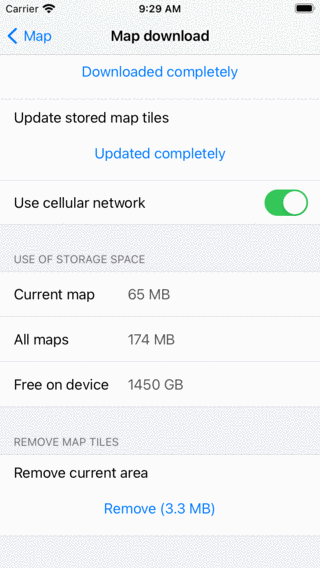 Carrier 9:29 AM
Map Map download
Downloaded completely
Update stored map tiles
Updated completely
Use cellular network
USE OF STORAGE SPACE
Current map 65 MB
All maps 174 MB
Free on device 1450 GB
REMOVE MAP TILES
Remove current area
Remove (3.3 MB)